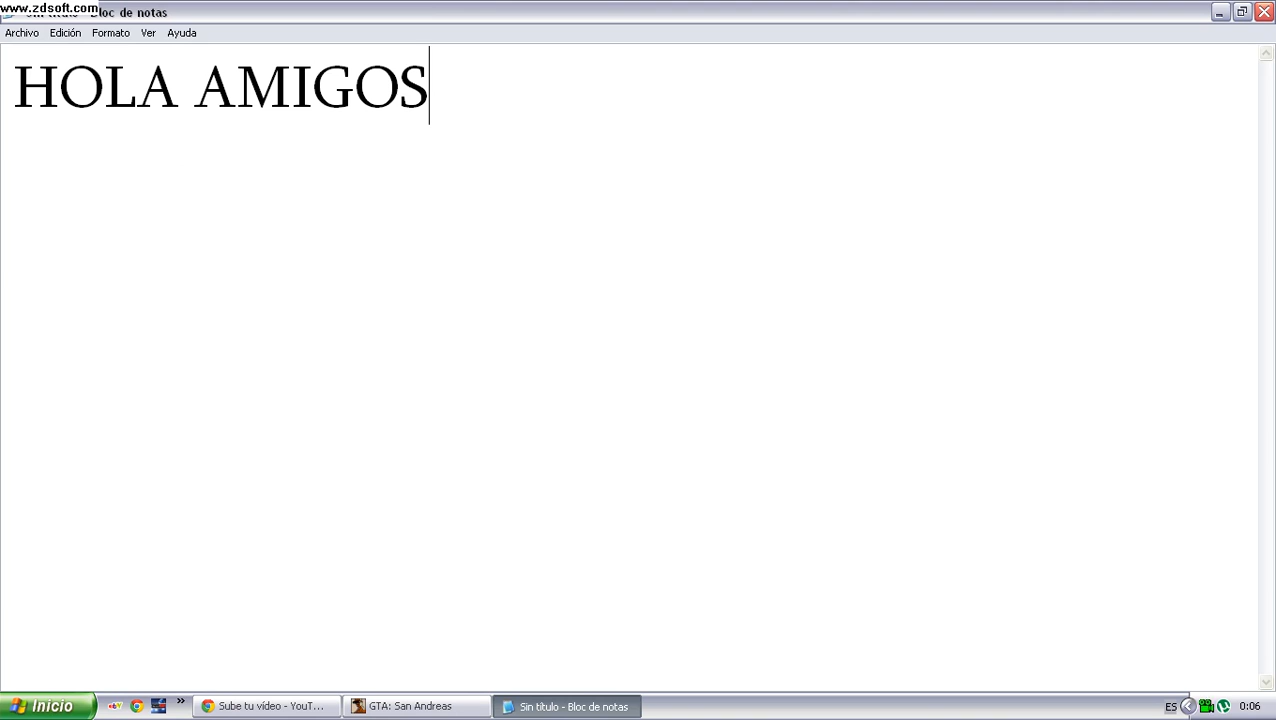 www.zdsoft.com
Bloc de notas
Archivo Edición Formato Ver Ayuda
HOLA AMIGOS
Inicio
Sube tu vídeo - YouT...
GTA: San Andreas
Sin título - Bloc de notas
ES
0:06